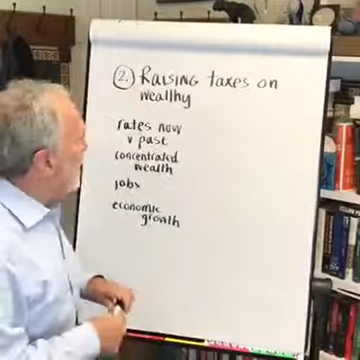 2. Raising taxes on
wealthy
rates now
v past
concentrated
wealth
jobs
economic
growth